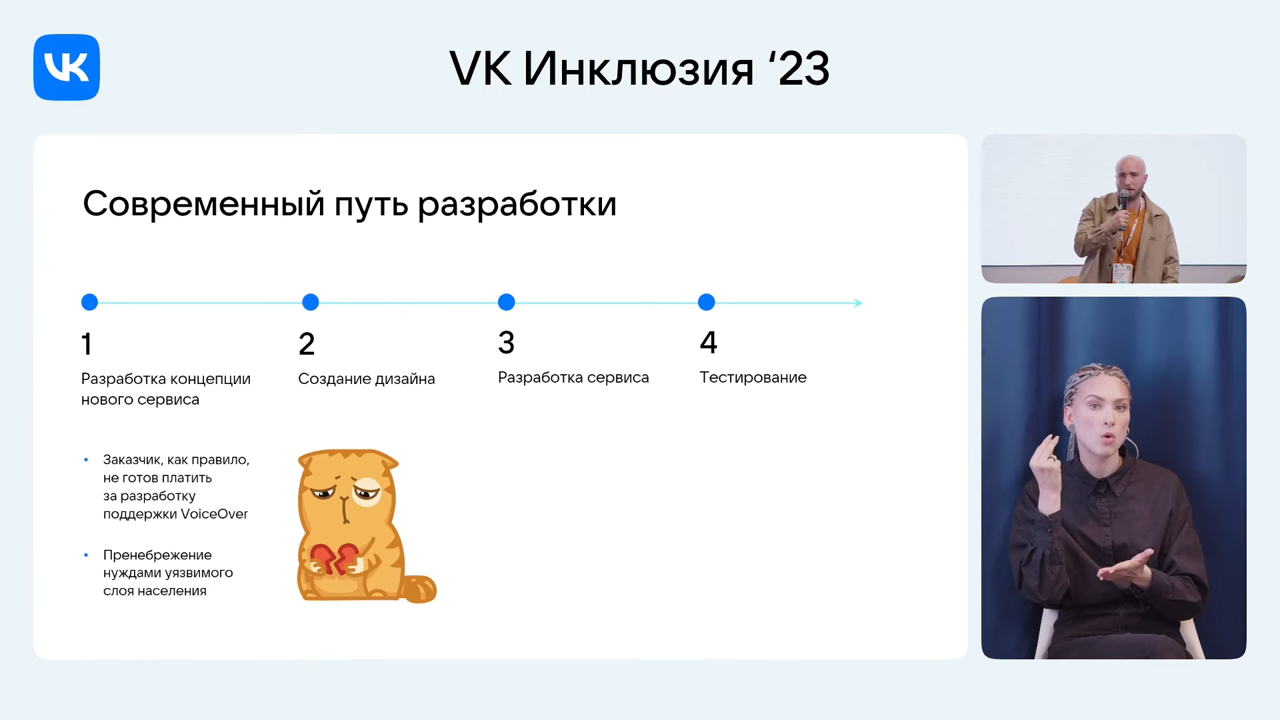 VK
VK Инклюзия ‘23
Современный путь разработки
1
Разработка концепции
нового сервиса
2
Создание дизайна
3
Разработка сервиса
4
Тестирование
• Заказчик, как правило,
не готов платить
за разработку
поддержки VoiceOver
• Пренебрежение
нуждами уязвимого
слоя населения